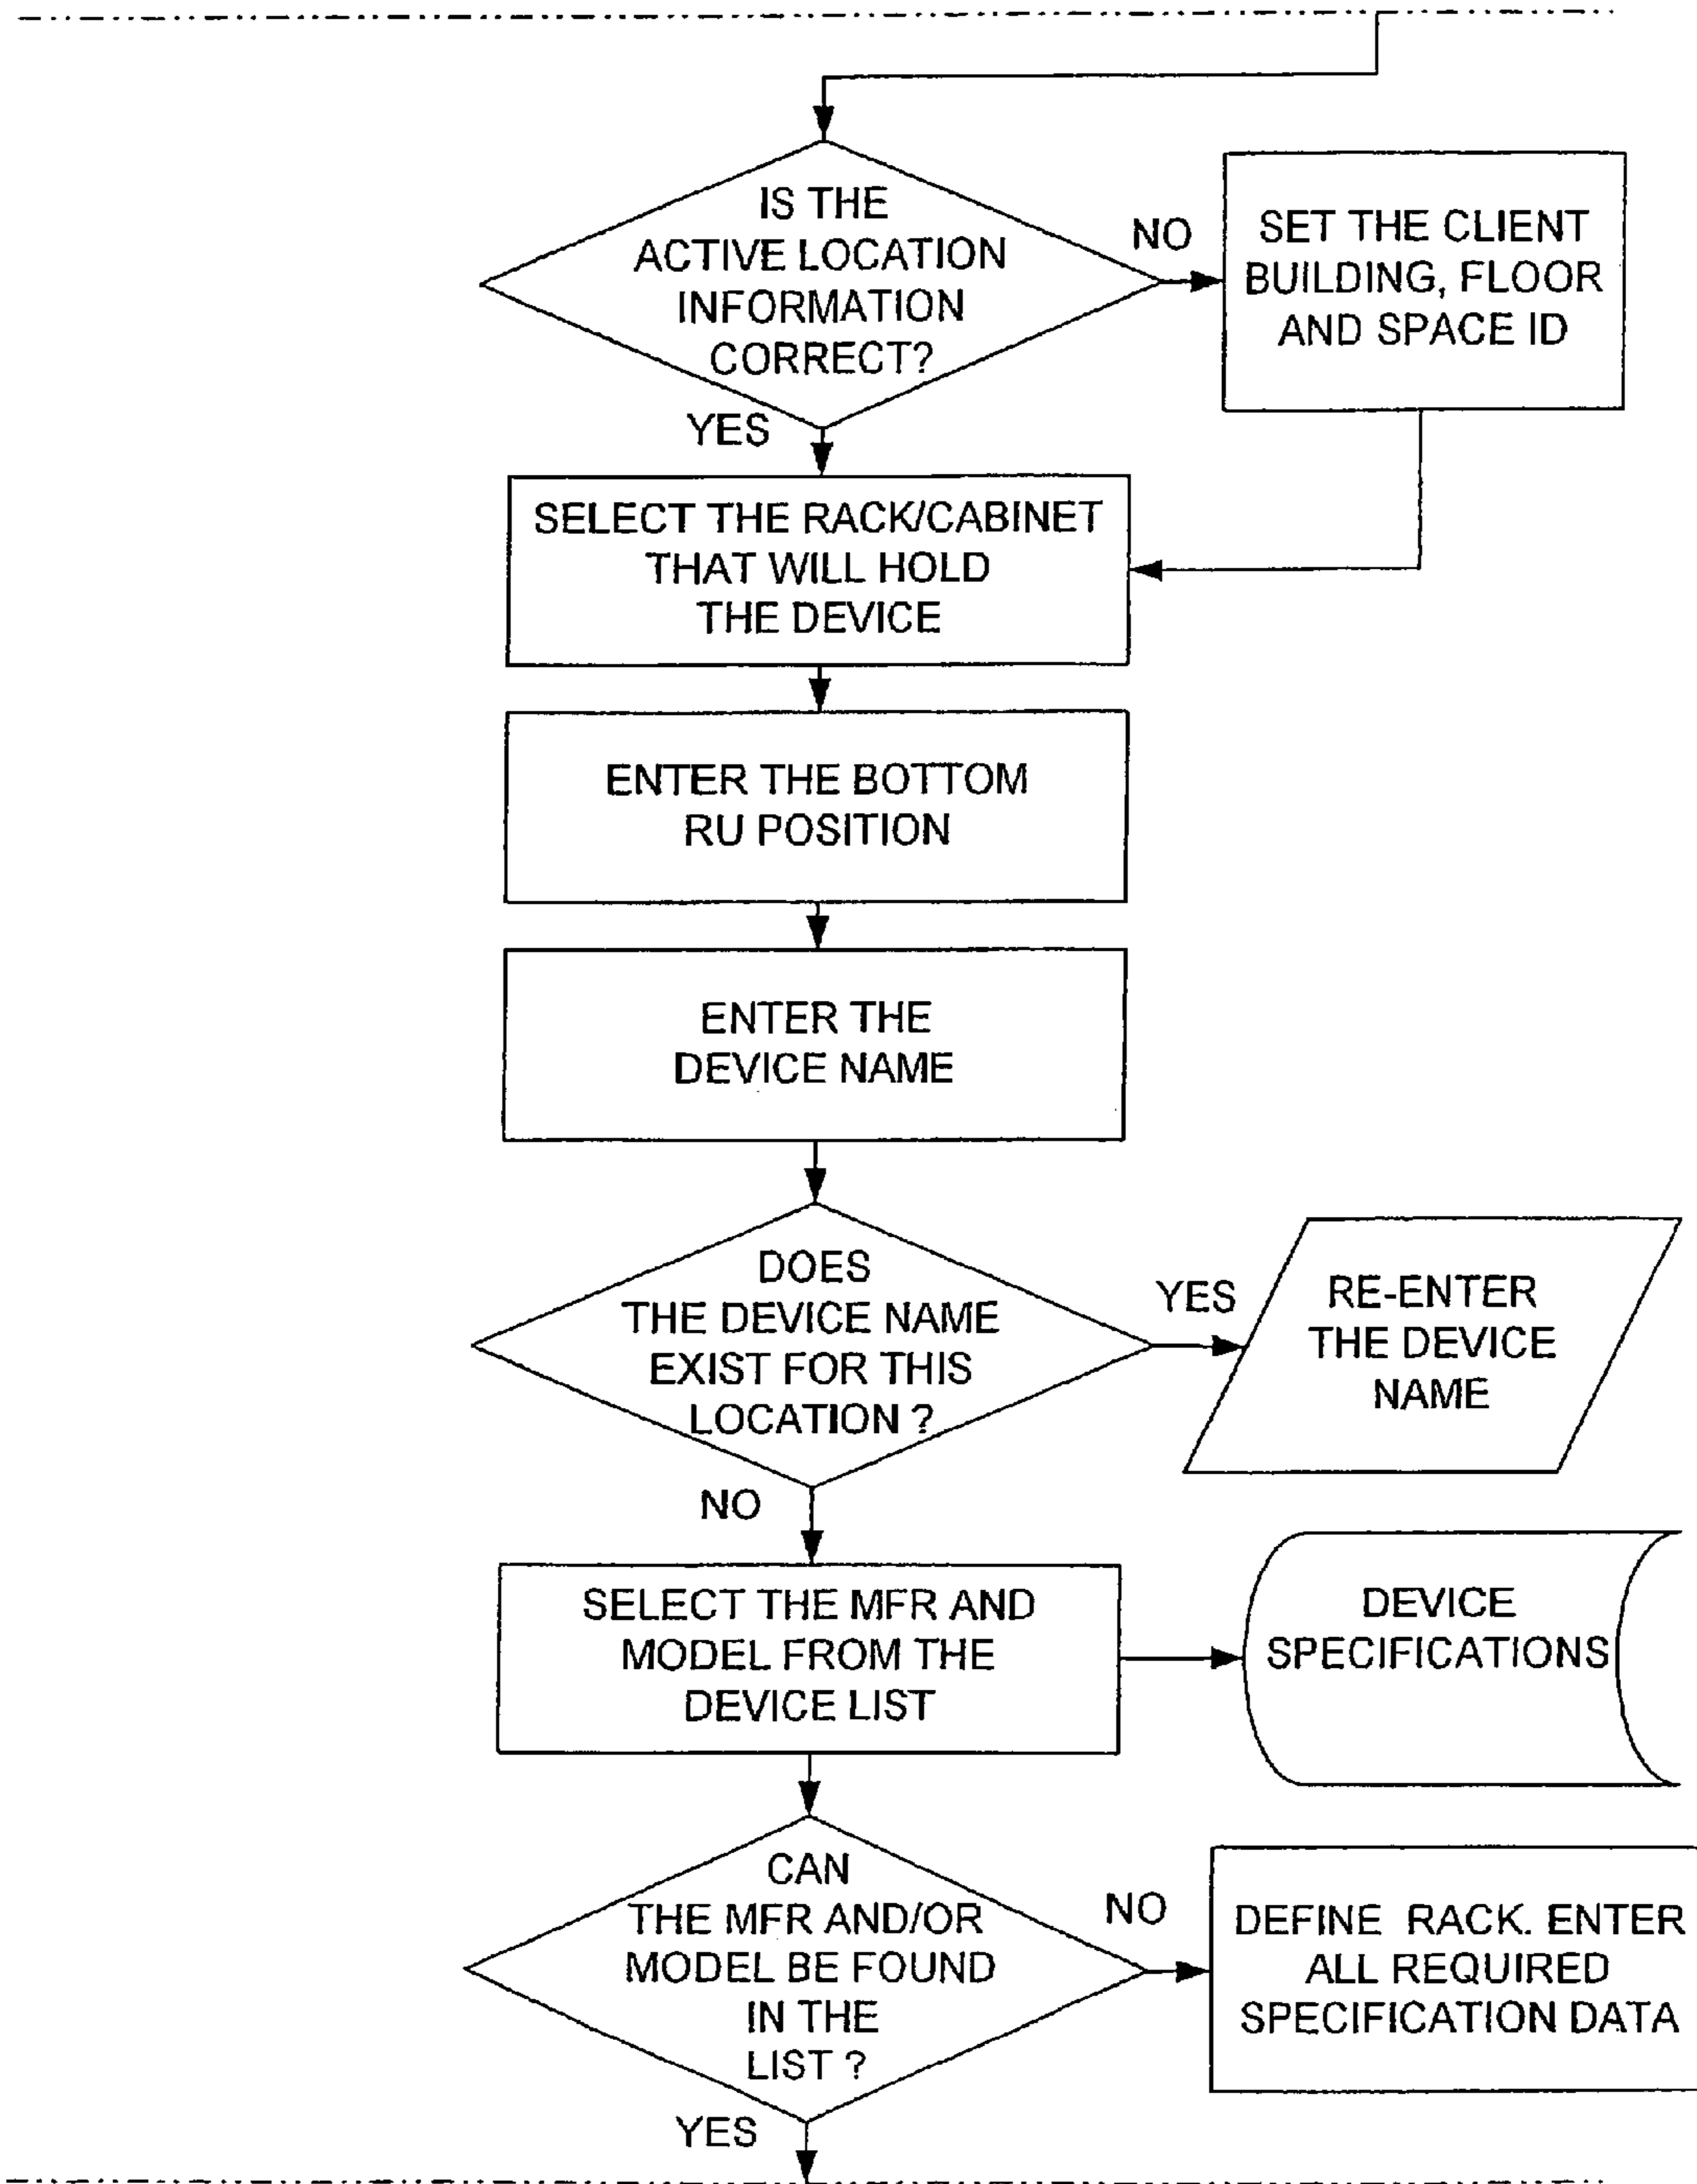 IS THE
ACTIVE LOCATION
INFORMATION
CORRECT?
NO
SET THE CLIENT
BUILDING, FLOOR
AND SPACE ID
YES
SELECT THE RACK/CABINET
THAT WILL HOLD
THE DEVICE
ENTER THE BOTTOM
RU POSITION
ENTER THE
DEVICE NAME
DOES
THE DEVICE NAME
EXIST FOR THIS
LOCATION ?
YES
RE-ENTER
THE DEVICE
NAME
NO
SELECT THE MFR AND
MODEL FROM THE
DEVICE LIST
DEVICE
SPECIFICATIONS
CAN
THE MFR AND/OR
MODEL BE FOUND
IN THE
LIST ?
NO
DEFINE RACK. ENTER
ALL REQUIRED
SPECIFICATION DATA
YES